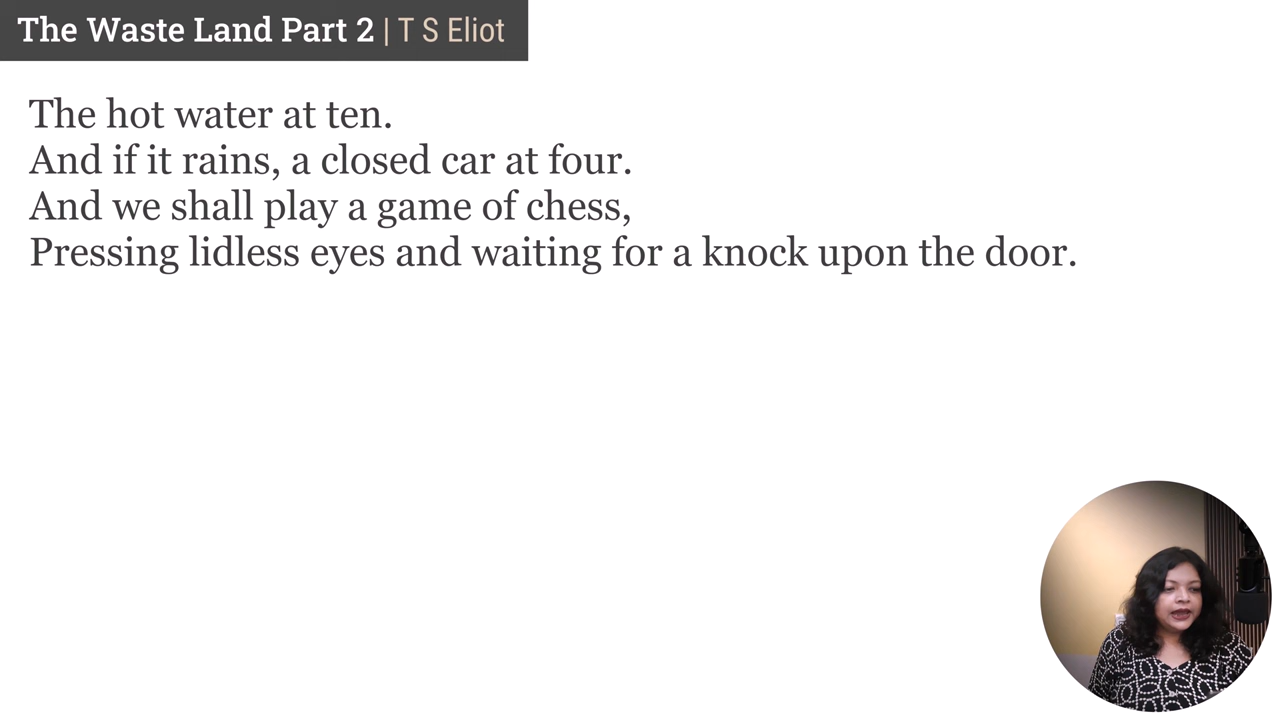 The Waste Land Part 2 | T S Eliot
The hot water at ten.
And if it rains, a closed car at four.
And we shall play a game of chess,
Pressing lidless eyes and waiting for a knock upon the door.